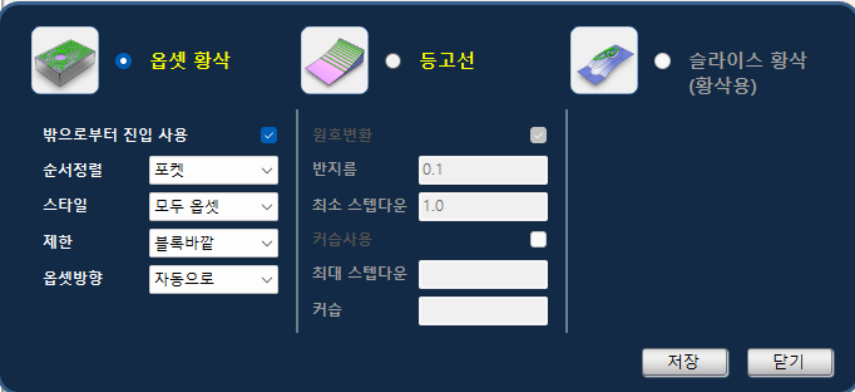 옵셋 황삭
등고선
슬라이스 황삭
(황삭용)
밖으로부터 진입 사용
순서정렬 포켓
스타일 모두 옵셋
제한 블록바깥
옵셋방향 자동으로
원호변환
반지름 0.1
최소 스텝다운 1.0
커습사용
최대 스텝다운
커습
저장 닫기